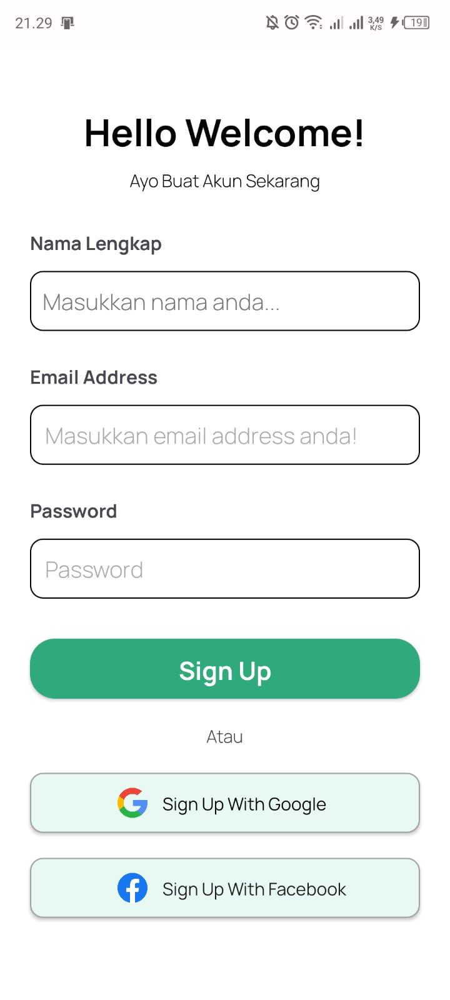 21.29
3,49
K/S
19
Hello Welcome!
Ayo Buat Akun Sekarang
Nama Lengkap
Masukkan nama anda...
Email Address
Masukkan email address anda!
Password
Password
Sign Up
Atau
Sign Up With Google
Sign Up With Facebook